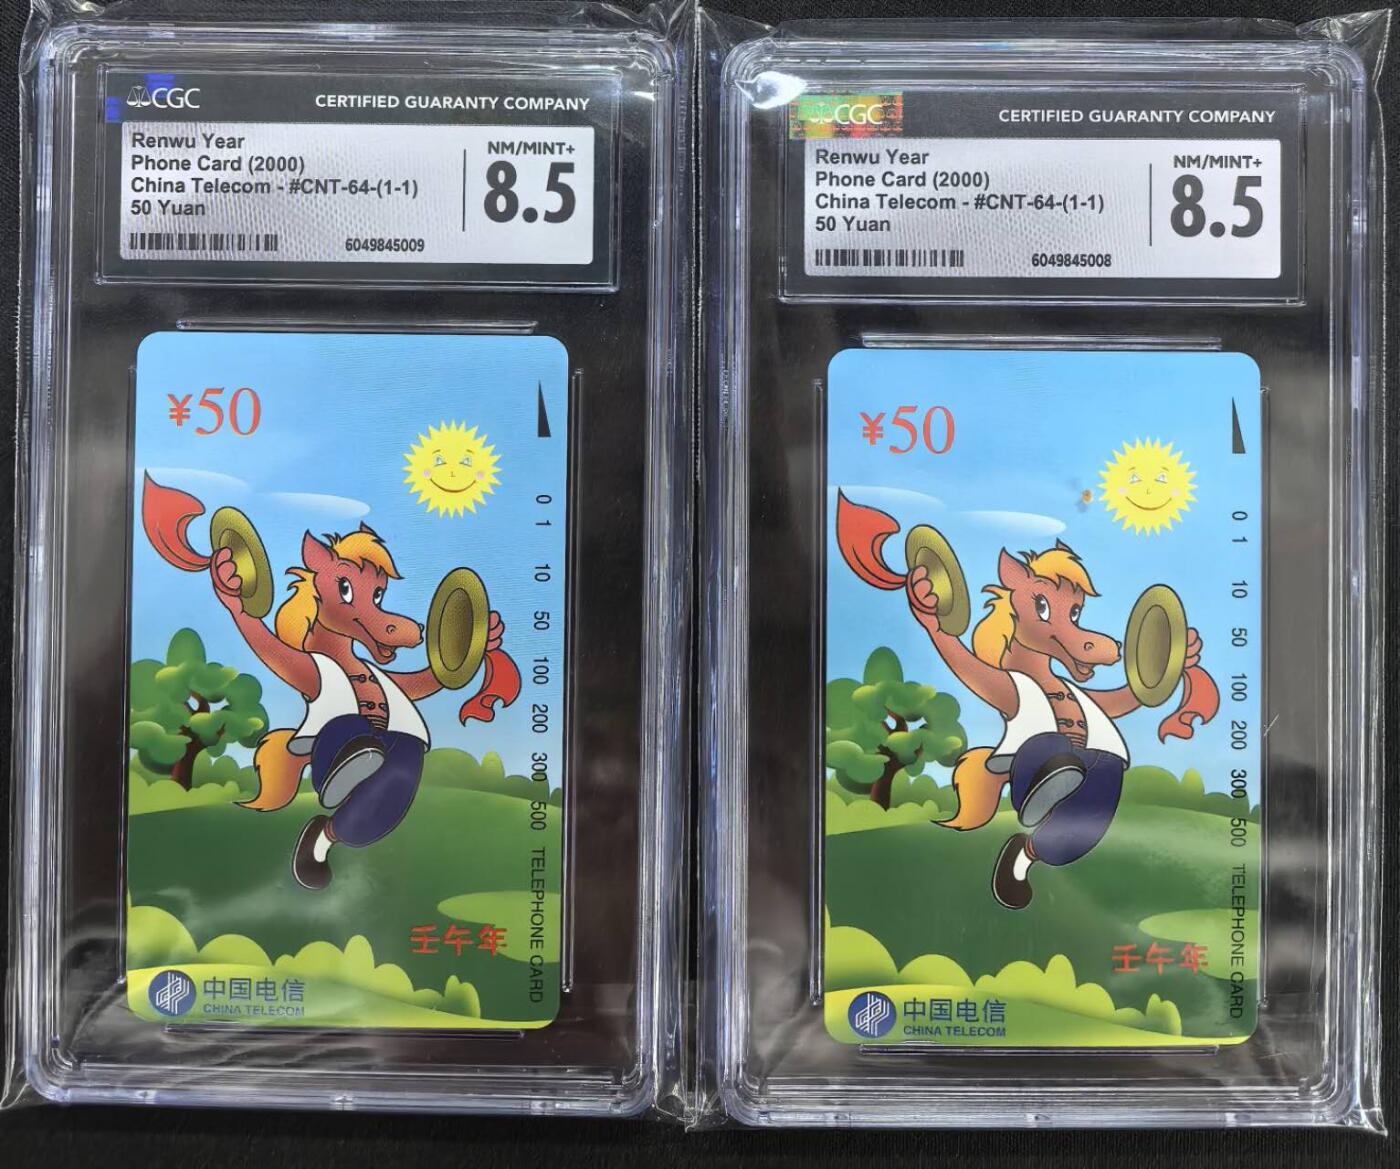 CGC CERTIFIED GUARANTY COMPANY
Renwu Year
Phone Card (2000)
China Telecom - #CNT-64-(1-1)
50 Yuan
6049845009
NM/MINT+
8.5
¥50
0 1 10 50 100 200 300 500 TELEPHONE CARD
壬午年
中国电信
CHINA TELECOM
CGC CERTIFIED GUARANTY COMPANY
Renwu Year
Phone Card (2000)
China Telecom - #CNT-64-(1-1)
50 Yuan
6049845008
NM/MINT+
8.5
¥50
0 1 10 50 100 200 300 500 TELEPHONE CARD
壬午年
中国电信
CHINA TELECOM